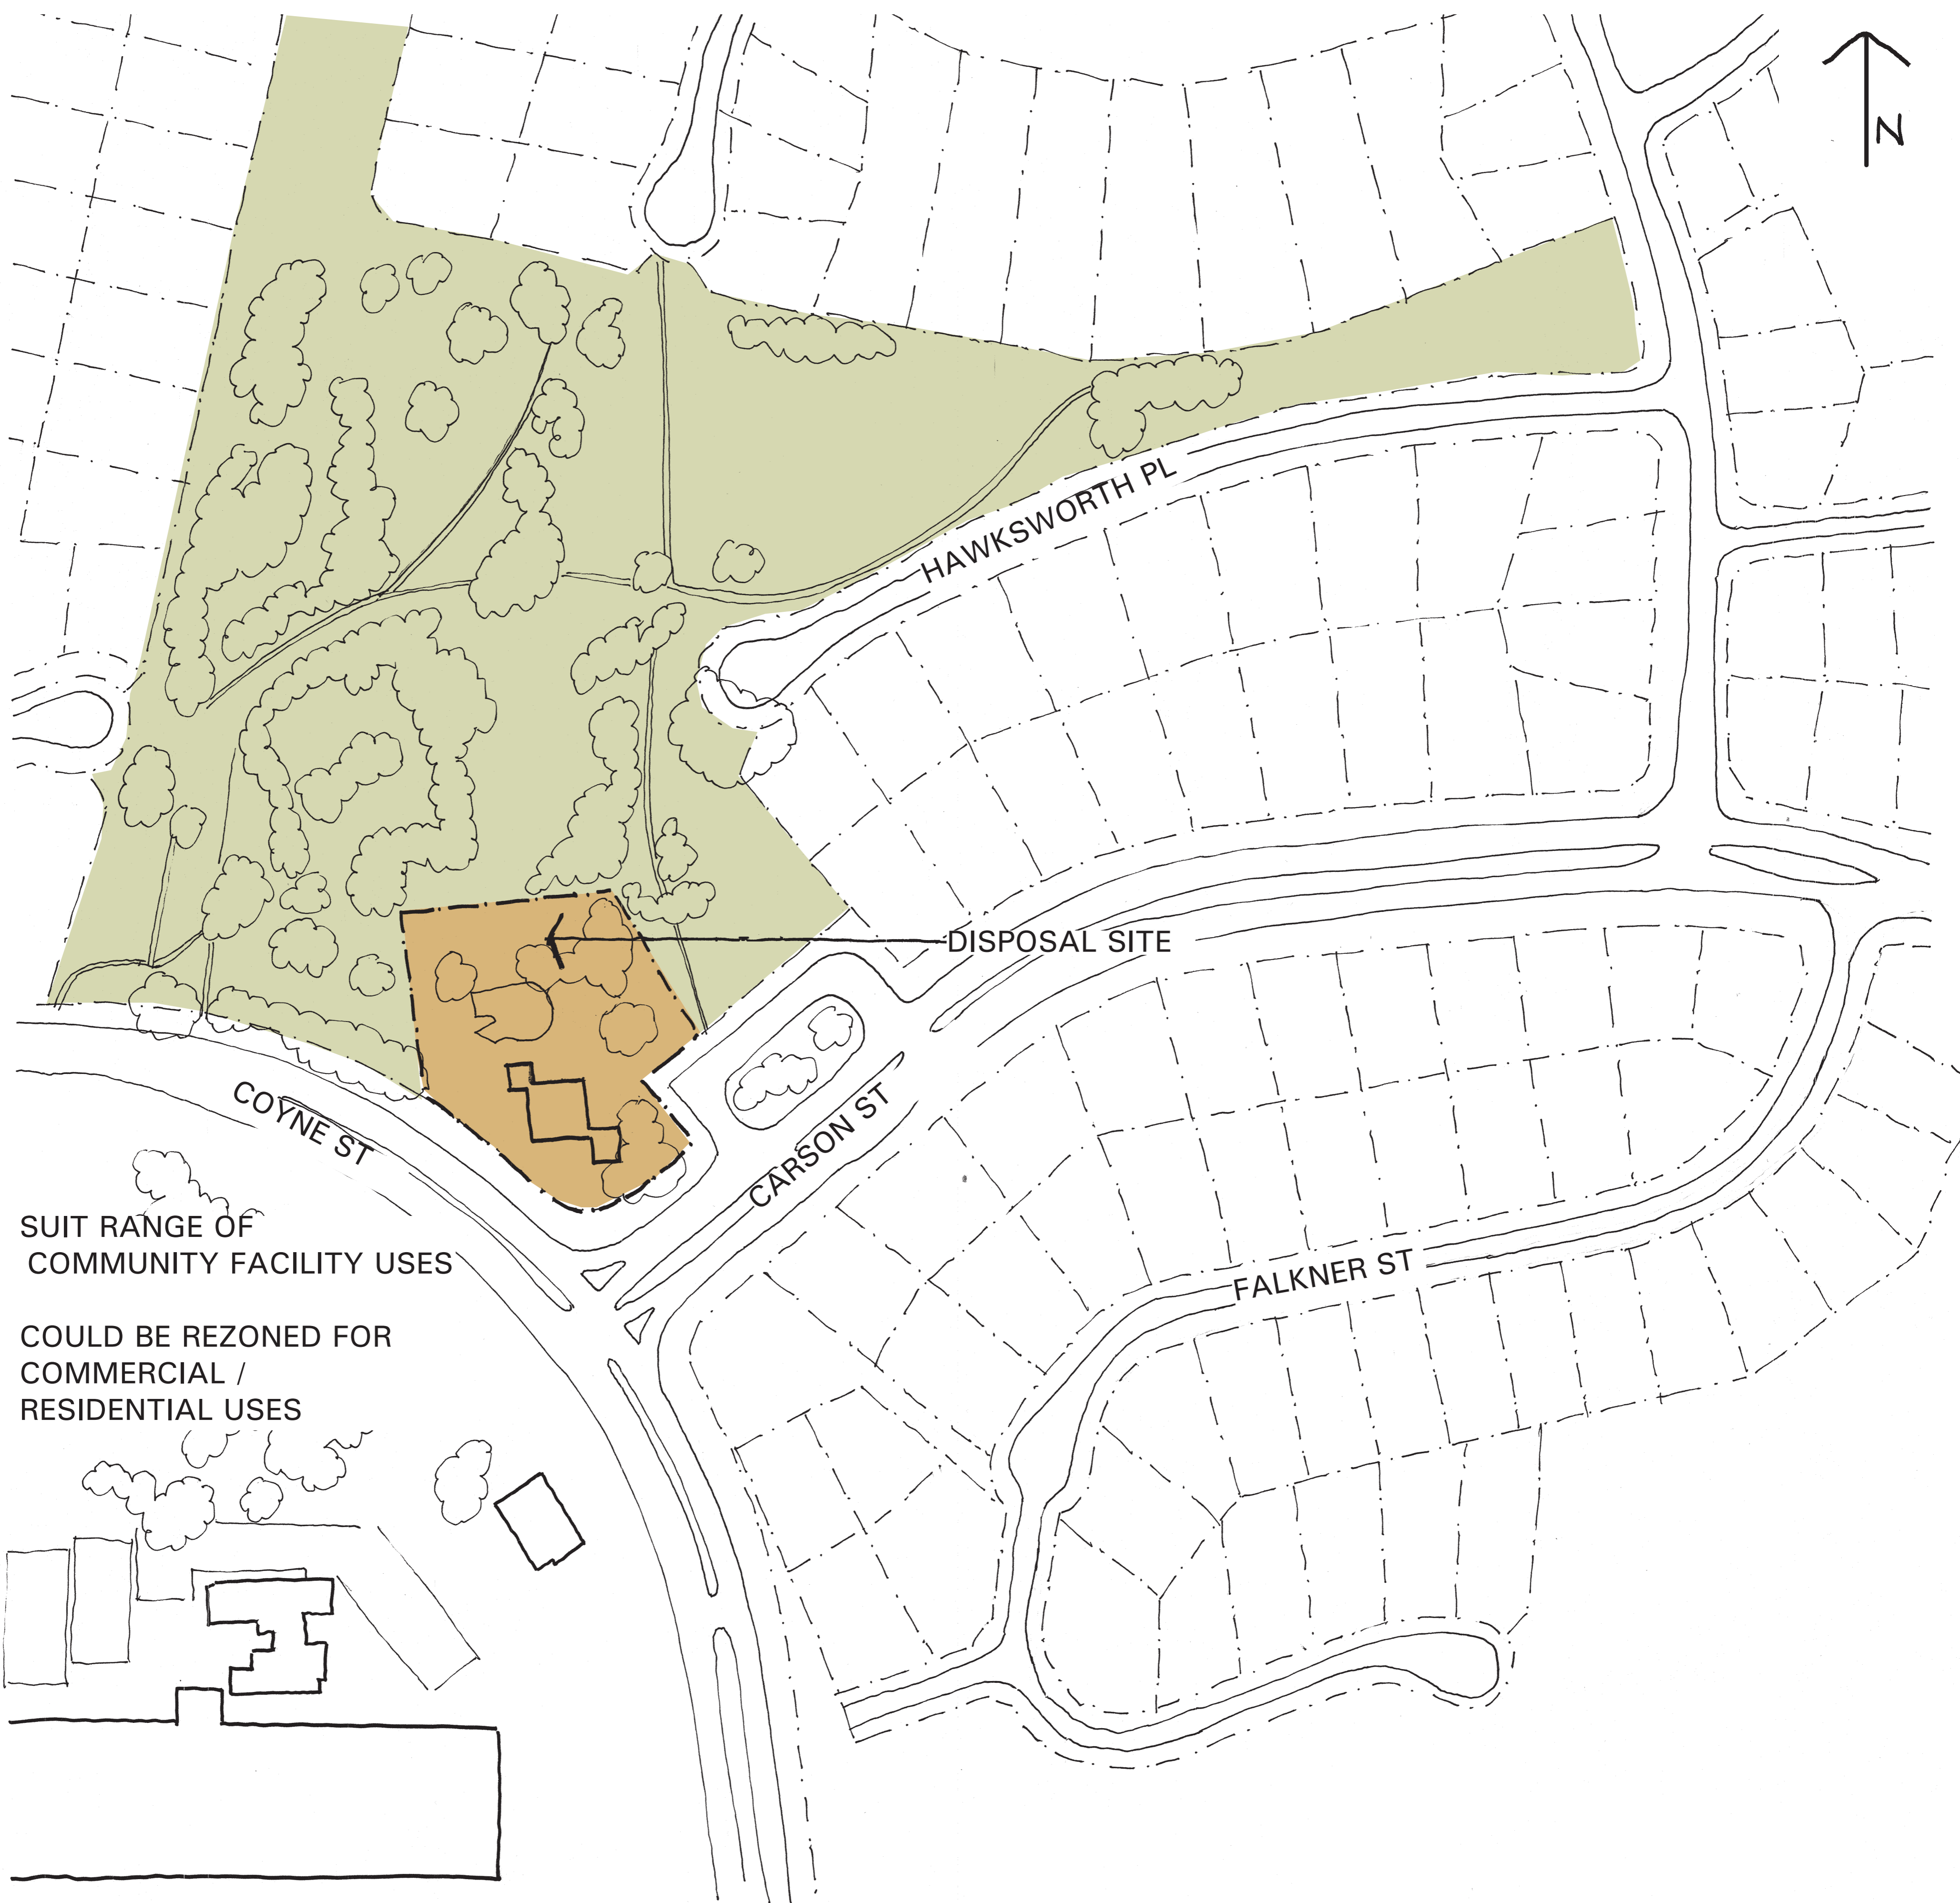 N
HAWKSWORTH PL
DISPOSAL SITE
COYNE ST
CARSON ST
SUIT RANGE OF
COMMUNITY FACILITY USES
FALKNER ST
COULD BE REZONED FOR
COMMERCIAL /
RESIDENTIAL USES